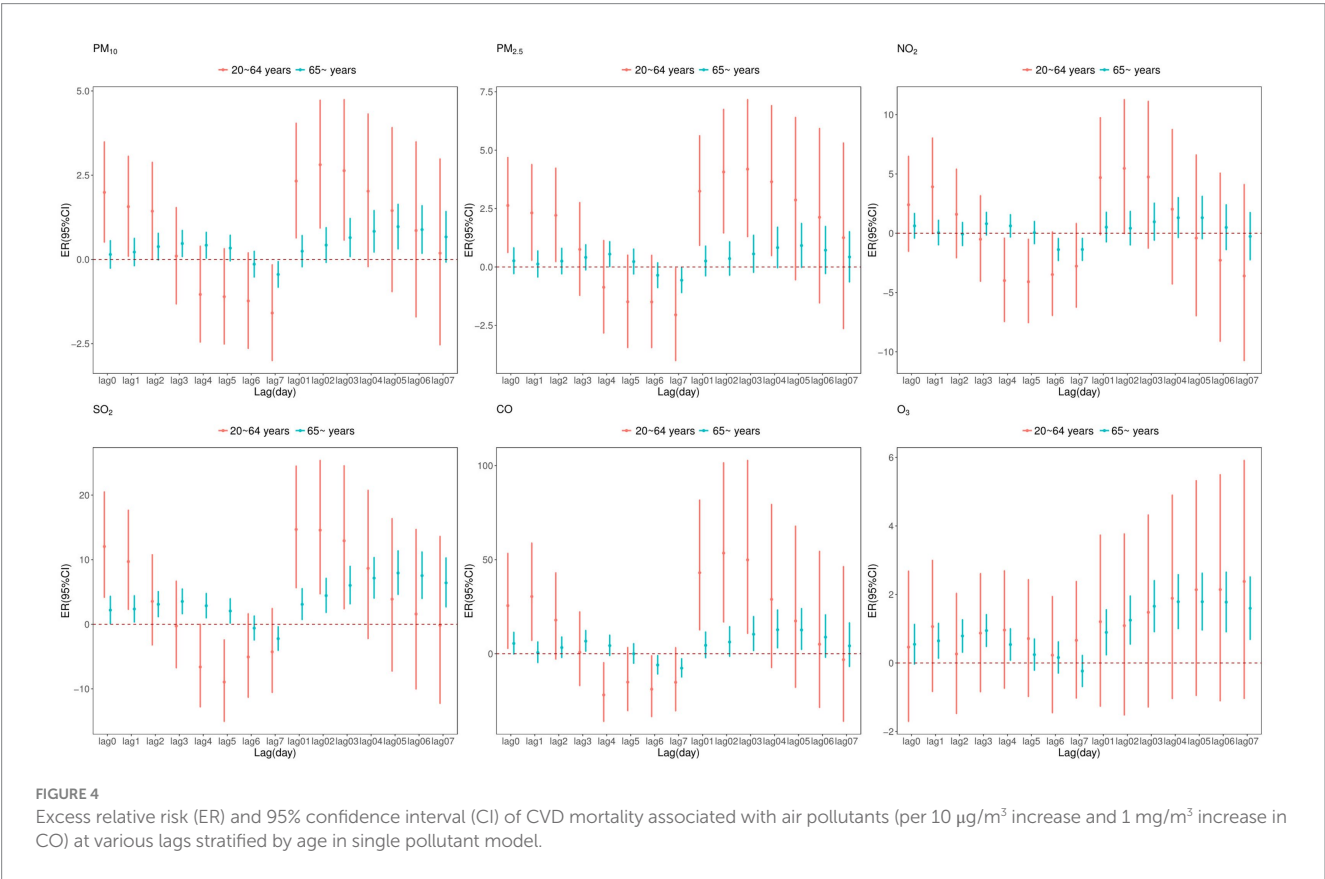 PM₁₀
20~64 years 65~ years
ER(95%CI)
5.0
2.5
0.0
−2.5
lag0 lag1 lag2 lag3 lag4 lag5 lag6 lag7 lag01 lag02 lag03 lag04 lag05 lag06 lag07
Lag(day)
PM₂.₅
20~64 years 65~ years
ER(95%CI)
7.5
5.0
2.5
0.0
−2.5
lag0 lag1 lag2 lag3 lag4 lag5 lag6 lag7 lag01 lag02 lag03 lag04 lag05 lag06 lag07
Lag(day)
NO₂
20~64 years 65~ years
ER(95%CI)
10
5
0
−5
−10
lag0 lag1 lag2 lag3 lag4 lag5 lag6 lag7 lag01 lag02 lag03 lag04 lag05 lag06 lag07
Lag(day)
SO₂
20~64 years 65~ years
ER(95%CI)
20
10
0
−10
lag0 lag1 lag2 lag3 lag4 lag5 lag6 lag7 lag01 lag02 lag03 lag04 lag05 lag06 lag07
Lag(day)
CO
20~64 years 65~ years
ER(95%CI)
100
50
0
lag0 lag1 lag2 lag3 lag4 lag5 lag6 lag7 lag01 lag02 lag03 lag04 lag05 lag06 lag07
Lag(day)
O₃
20~64 years 65~ years
ER(95%CI)
6
4
2
0
−2
lag0 lag1 lag2 lag3 lag4 lag5 lag6 lag7 lag01 lag02 lag03 lag04 lag05 lag06 lag07
Lag(day)
FIGURE 4
Excess relative risk (ER) and 95% confidence interval (CI) of CVD mortality associated with air pollutants (per 10 μg/m³ increase and 1 mg/m³ increase in
CO) at various lags stratified by age in single pollutant model.